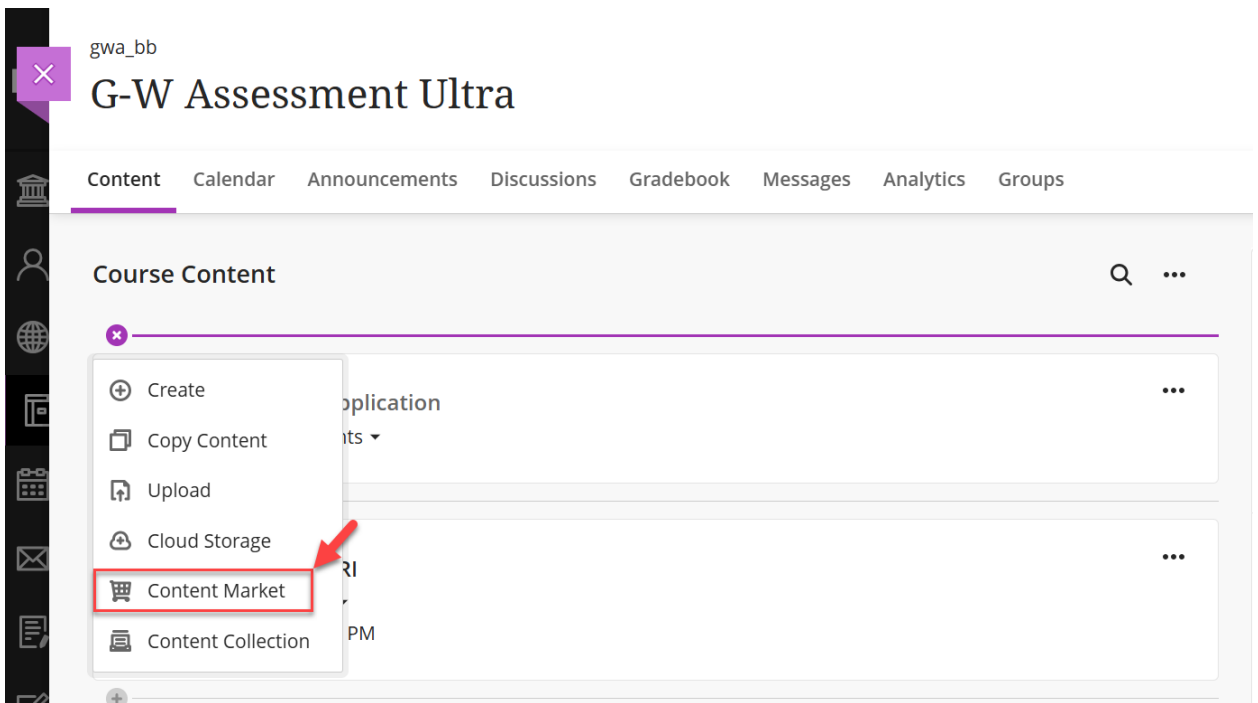 gwa_bb
G-W Assessment Ultra
Content Calendar Announcements Discussions Gradebook Messages Analytics Groups
Course Content
Create
Copy Content
Upload
Cloud Storage
Content Market
Content Collection
PM